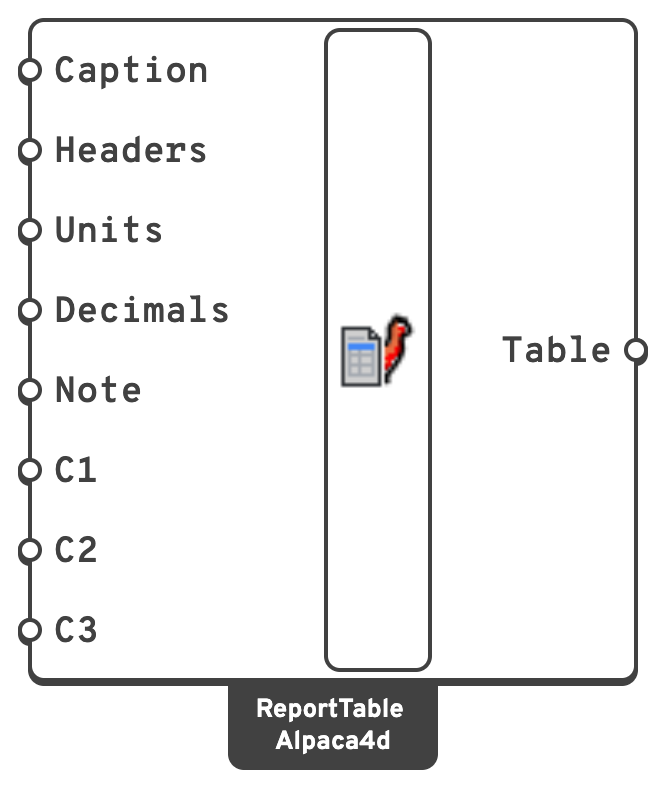 Caption
Headers
Units
Decimals
Note
C1
C2
C3
Table
ReportTable
Alpaca4d